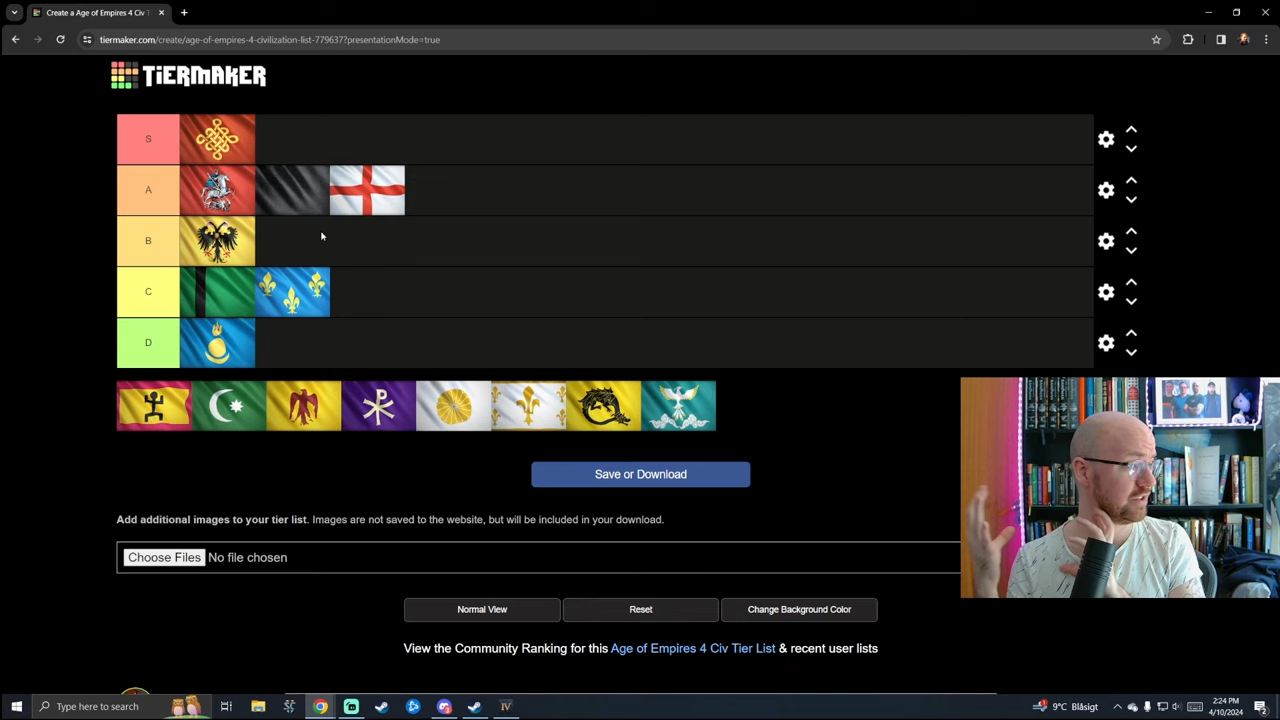 Create a Age of Empires 4 Civ T
tiermaker.com/create/age-of-empires-4-civilization-list-779637?presentationMode=true
TIERMAKER
S
A
B
C
D
Save or Download
Add additional images to your tier list. Images are not saved to the website, but will be included in your download.
Choose Files No file chosen
Normal View
Reset
Change Background Color
View the Community Ranking for this Age of Empires 4 Civ Tier List & recent user lists
Type here to search
IV
9°C Blåsigt
2:24 PM
4/10/2024
2